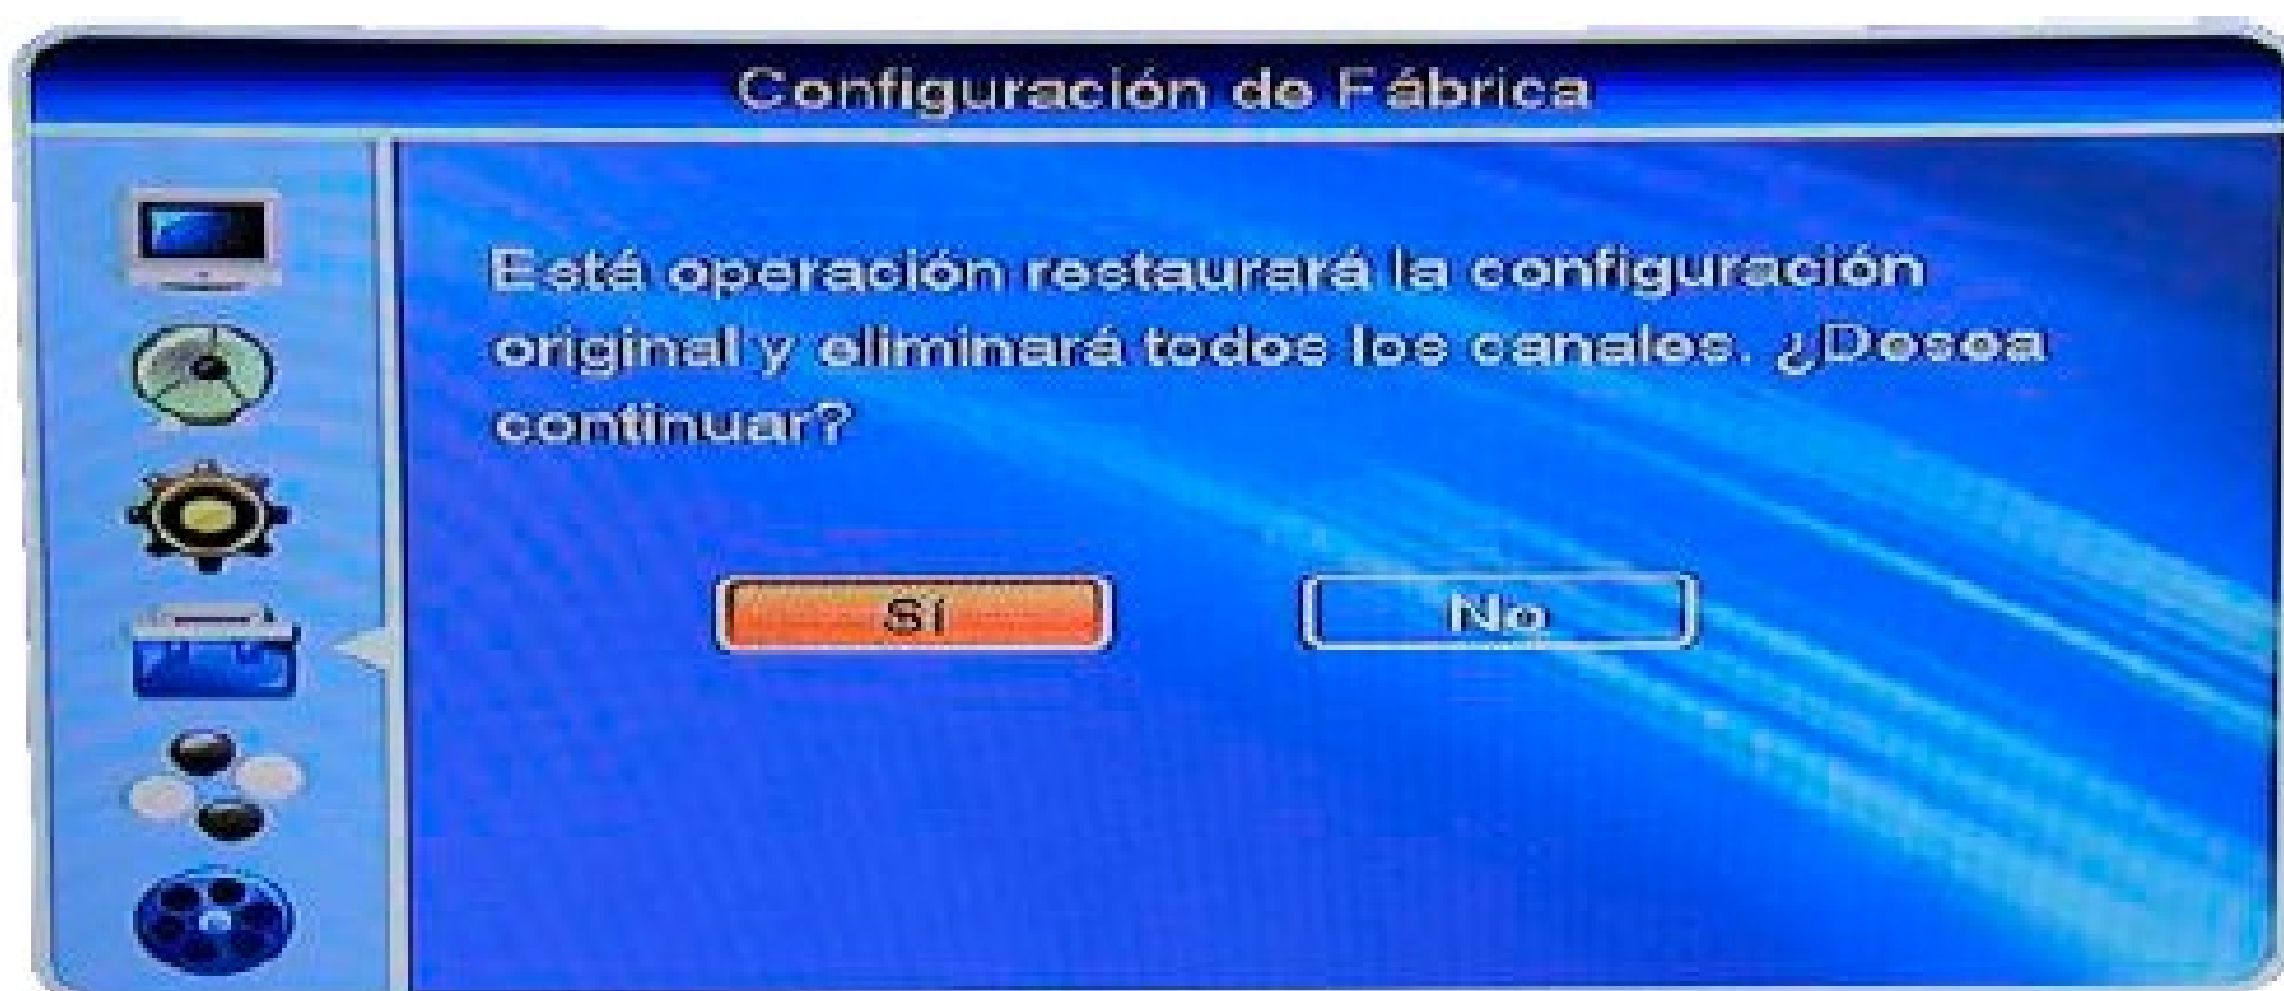 Configuración de Fábrica
Está operación restaurará la configuración
original y eliminará todos los canales. ¿Desea
continuar?
Sí
No